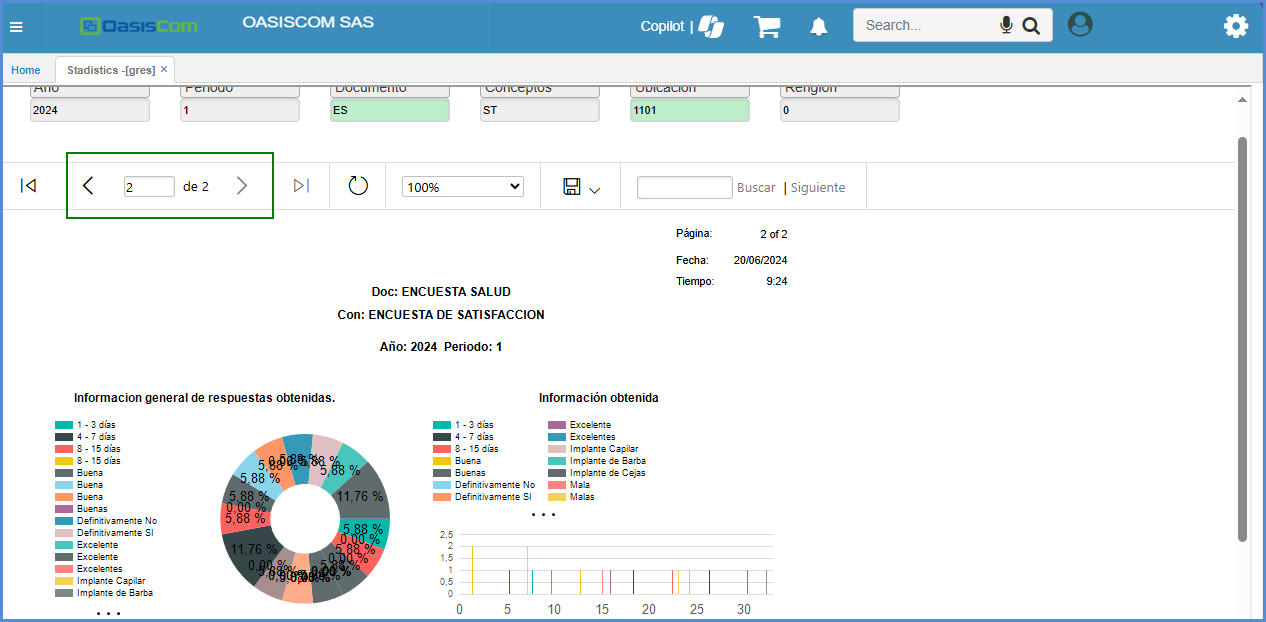 OasisCom
OASISCOM SAS
Copilot |
Search...
Home
Stadistics -[gres] ×
Año
Periodo
Documento
Conceptos
Ubicación
Renglón
2024
1
ES
ST
1101
0
2
de 2
100%
Buscar | Siguiente
Página: 2 of 2
Fecha: 20/06/2024
Tiempo: 9:24
Doc: ENCUESTA SALUD
Con: ENCUESTA DE SATISFACCION
Año: 2024 Periodo: 1
Informacion general de respuestas obtenidas.
1 - 3 días
4 - 7 días
8 - 15 días
8 - 15 días
Buena
Buena
Buena
Buenas
Definitivamente No
Definitivamente SI
Excelente
Excelente
Excelentes
Implante Capilar
Implante de Barba
...
5,88 %
5,88 %
5,88 %
5,88 %
11,76 %
5,88 %
0,00 %
5,88 %
11,76 %
0,00 %
5,88 %
0,00 %
5,88 %
0,00 %
5,88 %
Información obtenida
1 - 3 días
4 - 7 días
8 - 15 días
Buena
Buenas
Definitivamente No
Definitivamente SI
Excelente
Excelentes
Implante Capilar
Implante de Barba
Implante de Cejas
Mala
Malas
...
2,5
2
1,5
1
0,5
0
0 5 10 15 20 25 30